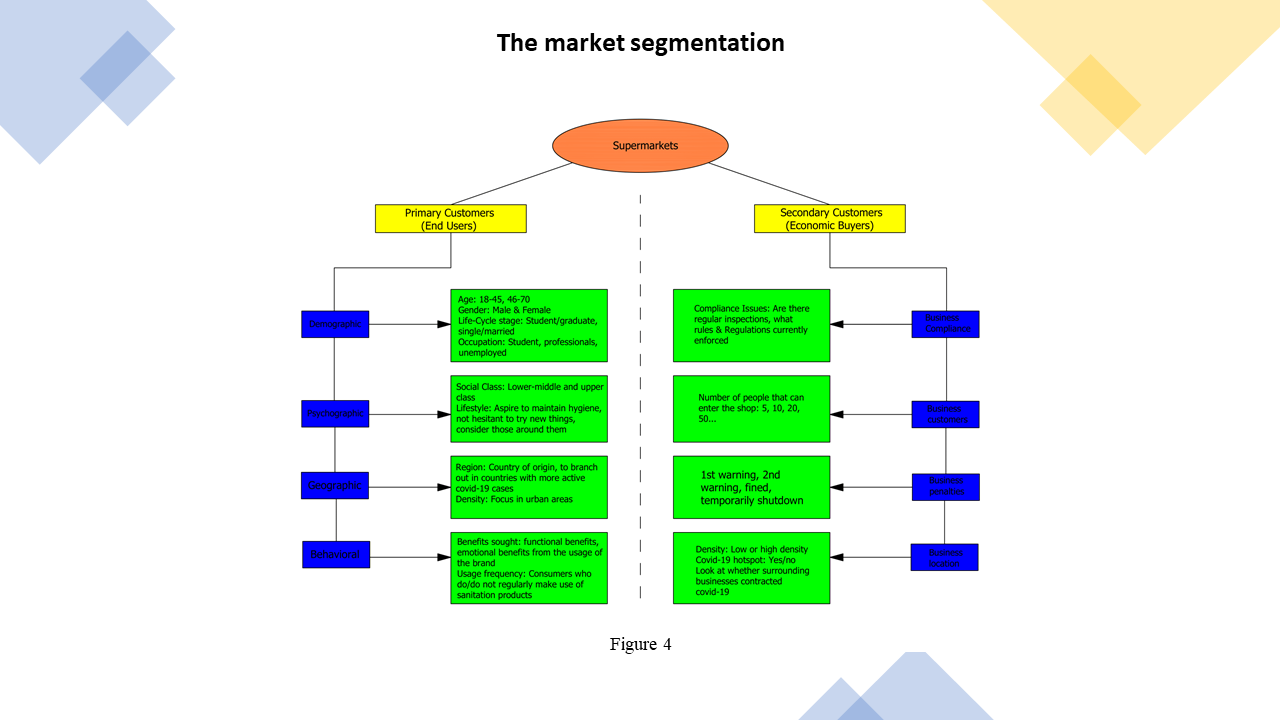 The market segmentation
Supermarkets
Primary Customers
(End Users)
Secondary Customers
(Economic Buyers)
Demographic
Age: 18-45, 46-70
Gender: Male & Female
Life-Cycle stage: Student/graduate,
single/married
Occupation: Student, professionals,
unemployed
Psychographic
Social Class: Lower-middle and upper
class
Lifestyle: Aspire to maintain hygiene,
not hesitant to try new things,
consider those around them
Geographic
Region: Country of origin, to branch
out in countries with more active
covid-19 cases
Density: Focus in urban areas
Behavioral
Benefits sought: functional benefits,
emotional benefits from the usage of
the brand
Usage frequency: Consumers who
do/do not regularly make use of
sanitation products
Compliance Issues: Are there
regular inspections, what
rules & Regulations currently
enforced
Business
Compliance
Number of people that can
enter the shop: 5, 10, 20,
50...
Business
customers
1st warning, 2nd
warning, fined,
temporarily shutdown
Business
penalties
Density: Low or high density
Covid-19 hotspot: Yes/no
Look at whether surrounding
businesses contracted
covid-19
Business
location
Figure 4